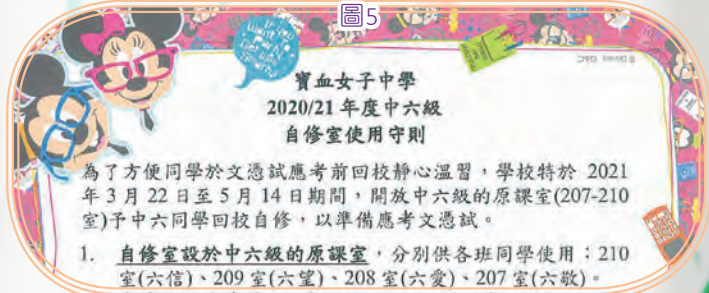 圖5
寶血女子中學
2020/21 年度中六級
自修室使用守則
為了方便同學於文憑試應考前回校靜心溫習，學校特於 2021
年 3 月 22 日至 5 月 14 日期間，開放中六級的原課室(207-210
室)予中六同學回校自修，以準備應考文憑試。
1. 自修室設於中六級的原課室，分別供各班同學使用；210
室(六信)、209 室(六望)、208 室(六愛)、207 室(六敬)。